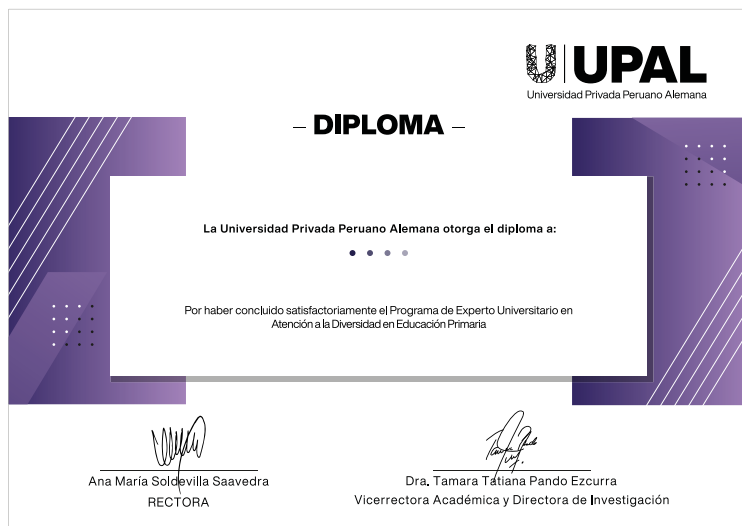 UPAL
Universidad Privada Peruano Alemana
– DIPLOMA –
La Universidad Privada Peruano Alemana otorga el diploma a:
Por haber concluido satisfactoriamente el Programa de Experto Universitario en
Atención a la Diversidad en Educación Primaria
Ana María Soldevilla Saavedra
RECTORA
Dra. Tamara Tatiana Pando Ezcurra
Vicerrectora Académica y Directora de Investigación